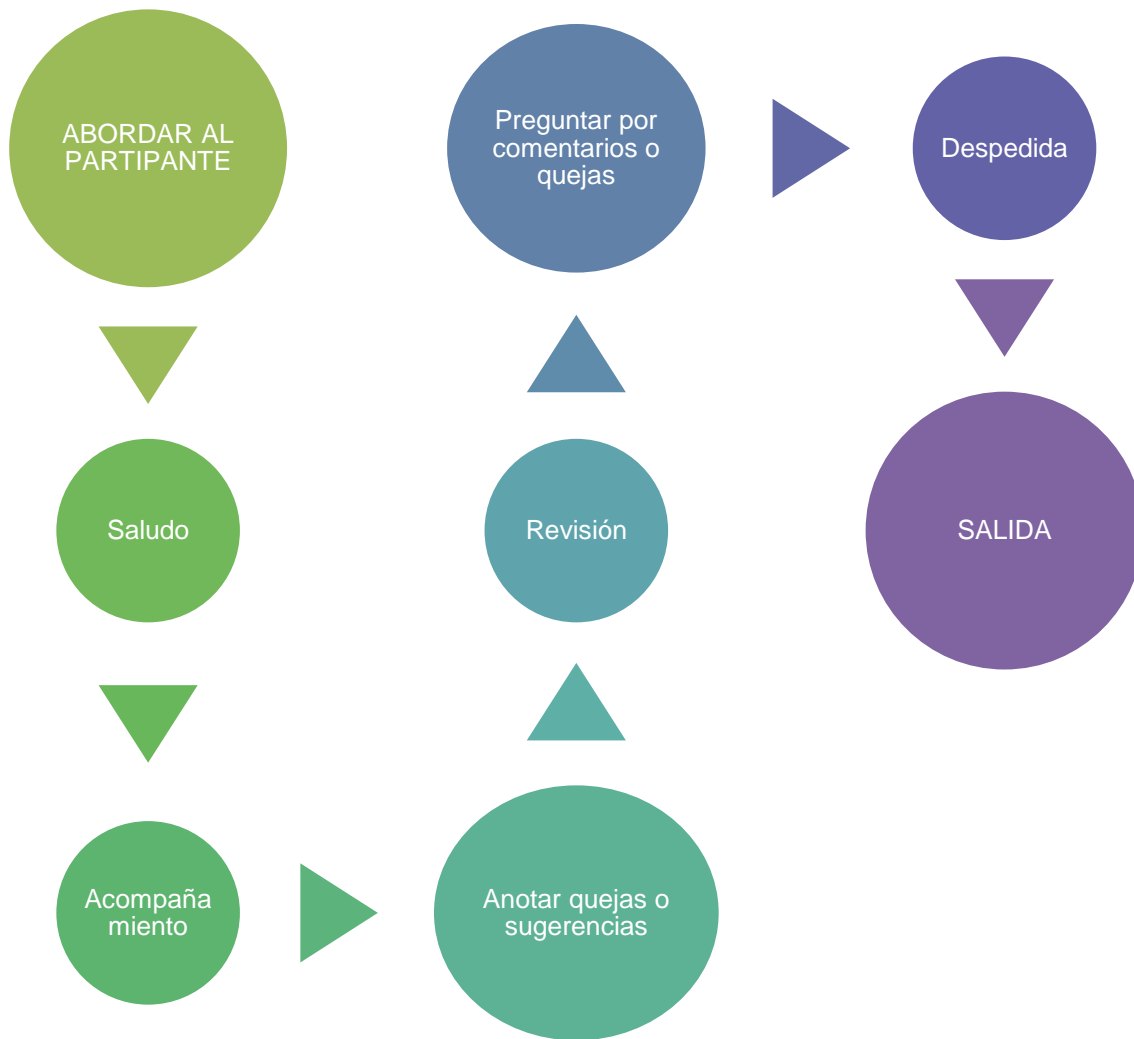 ABORDAR AL
PARTIPANTE
Saludo
Acompaña
miento
Anotar quejas o
sugerencias
Revisión
Preguntar por
comentarios o
quejas
Despedida
SALIDA